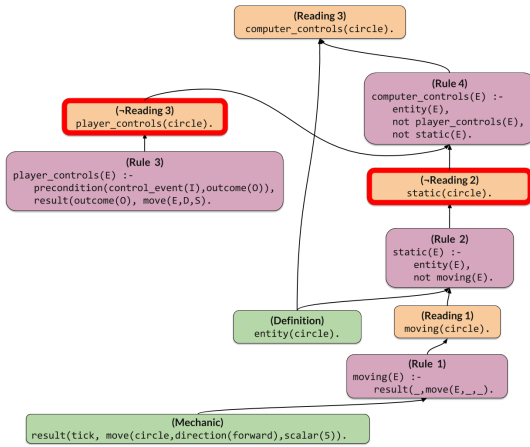 (Reading 3)
computer_controls(circle).
(Rule 4)
computer_controls(E) :-
entity(E),
not player_controls(E),
not static(E).
(¬Reading 3)
player_controls(circle).
(Rule 3)
player_controls(E) :-
precondition(control_event(I),outcome(O)),
result(outcome(O), move(E,D,S).
(¬Reading 2)
static(circle).
(Rule 2)
static(E) :-
entity(E),
not moving(E).
(Definition)
entity(circle).
(Reading 1)
moving(circle).
(Rule 1)
moving(E) :-
result(_,move(E,_,_).
(Mechanic)
result(tick, move(circle,direction(forward),scalar(5)).